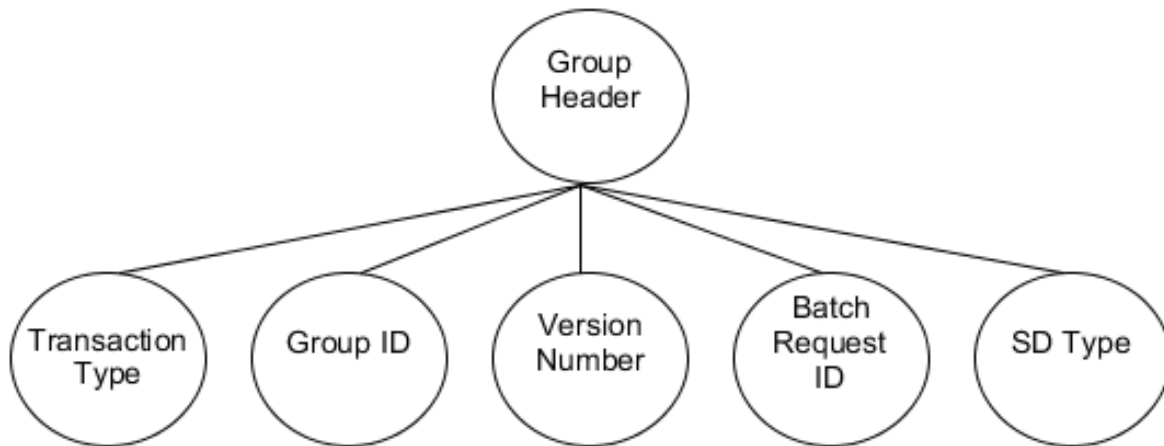 Group
Header
Transaction
Type
Group ID
Version
Number
Batch
Request
ID
SD Type